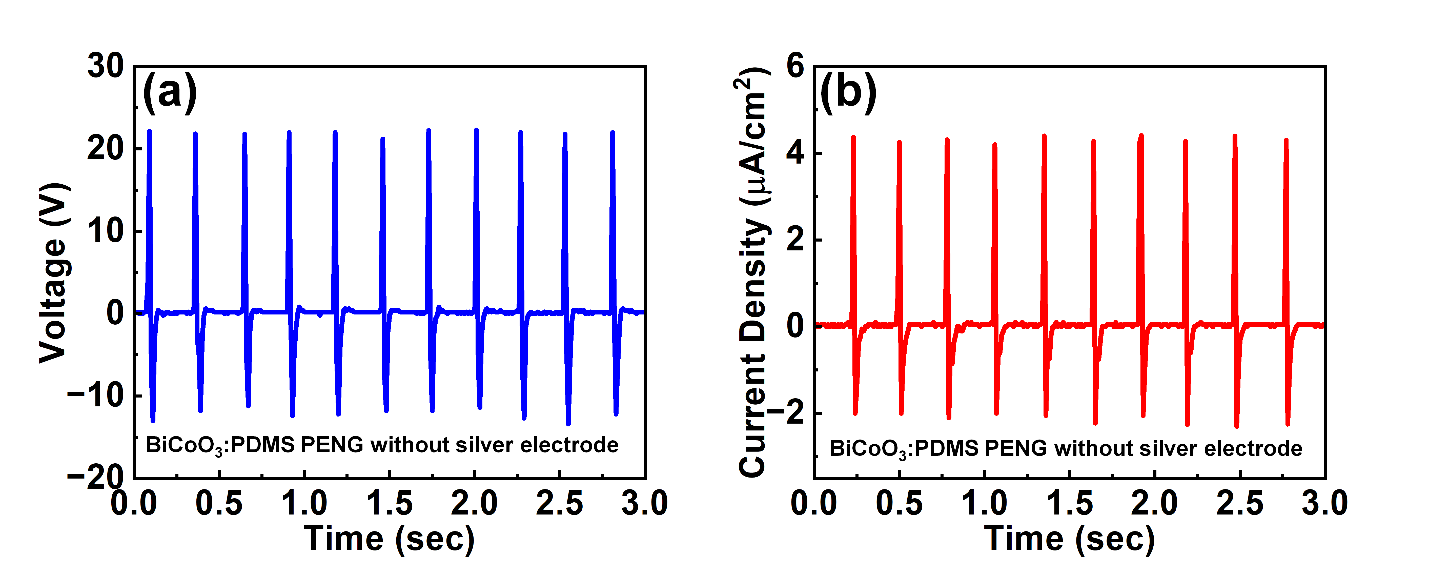 (a)
30
20
10
0
−10
−20
Voltage (V)
BiCoO₃:PDMS PENG without silver electrode
0.0 0.5 1.0 1.5 2.0 2.5 3.0
Time (sec)
(b)
6
4
2
0
−2
Current Density (μA/cm²)
BiCoO₃:PDMS PENG without silver electrode
0.0 0.5 1.0 1.5 2.0 2.5 3.0
Time (sec)